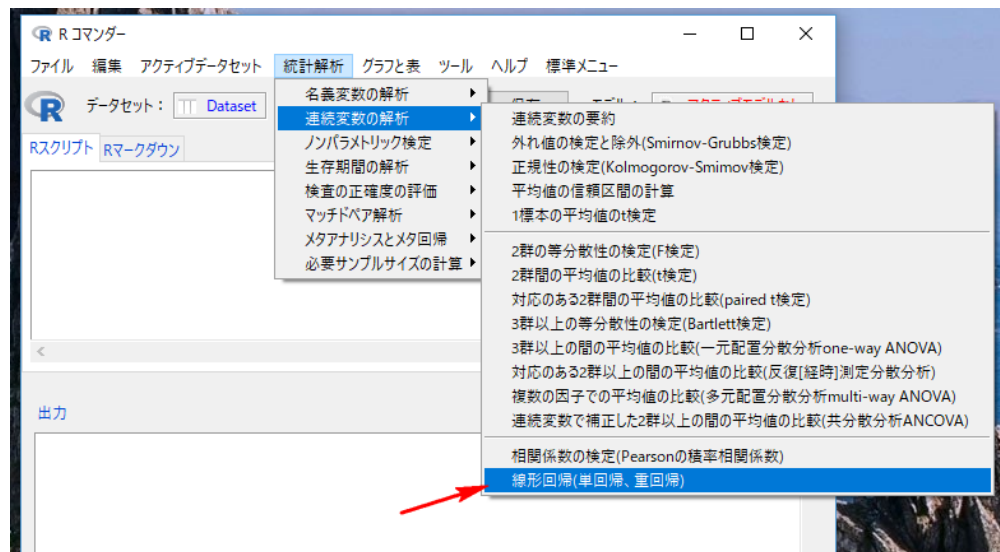 R コマンダー
ファイル 編集 アクティブデータセット 統計解析 グラフと表 ツール ヘルプ 標準メニュー
データセット： Dataset
Rスクリプト Rマークダウン
名義変数の解析
連続変数の解析
ノンパラメトリック検定
生存期間の解析
検査の正確度の評価
マッチドペア解析
メタアナリシスとメタ回帰
必要サンプルサイズの計算
連続変数の要約
外れ値の検定と除外(Smirnov-Grubbs検定)
正規性の検定(Kolmogorov-Smirnov検定)
平均値の信頼区間の計算
1標本の平均値のt検定
2群の等分散性の検定(F検定)
2群間の平均値の比較(t検定)
対応のある2群間の平均値の比較(paired t検定)
3群以上の等分散性の検定(Bartlett検定)
3群以上の間の平均値の比較(一元配置分散分析one-way ANOVA)
対応のある2群以上の間の平均値の比較(反復[経時]測定分散分析)
複数の因子での平均値の比較(多元配置分散分析multi-way ANOVA)
連続変数で補正した2群以上の間の平均値の比較(共分散分析ANCOVA)
相関係数の検定(Pearsonの積率相関係数)
線形回帰(単回帰、重回帰)
出力